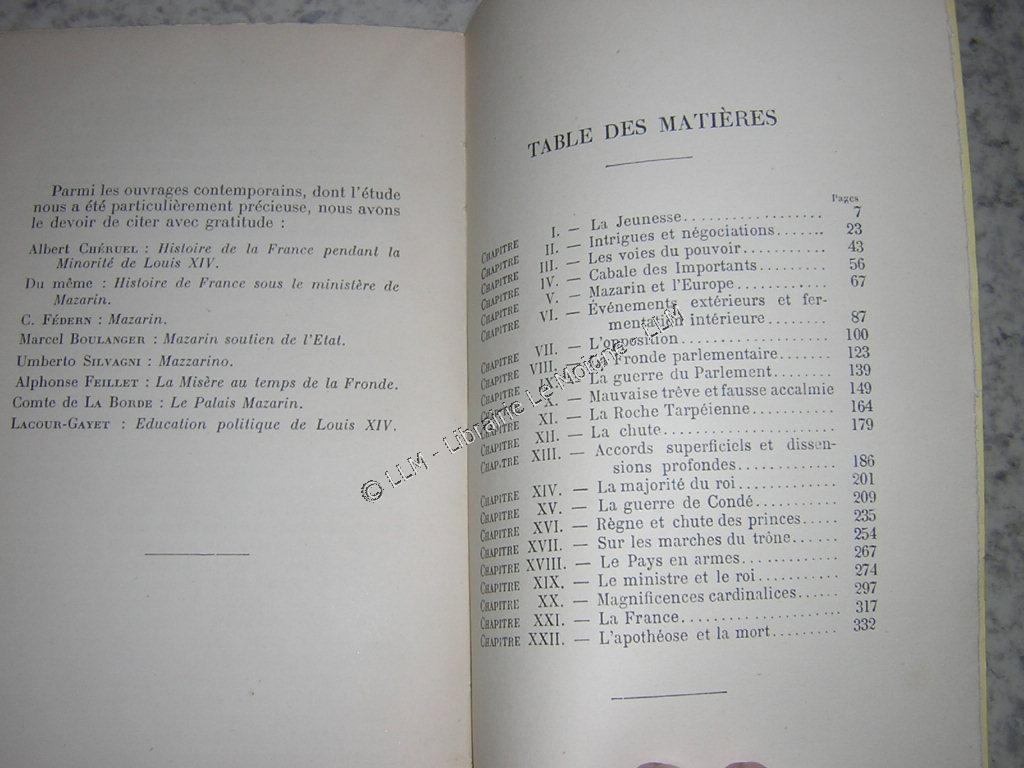 Parmi les ouvrages contemporains, dont l'étude
nous a été particulièrement précieuse, nous avons
le devoir de citer avec gratitude :
Albert CHÉRUEL : Histoire de la France pendant la
Minorité de Louis XIV.
Du même : Histoire de France sous le ministère de
Mazarin.
C. FÉDERN : Mazarin.
Marcel BOULANGER : Mazarin soutien de l'Etat.
Umberto SILVAGNI : Mazzarino.
Alphonse FEILLET : La Misère au temps de la Fronde.
Comte de LA BORDE : Le Palais Mazarin.
LACOUR-GAYET : Education politique de Louis XIV.
TABLE DES MATIÈRES
Pages
CHAPITRE I. — La Jeunesse.................. 7
CHAPITRE II. — Intrigues et négociations....... 23
CHAPITRE III. — Les voies du pouvoir............ 43
CHAPITRE IV. — Cabale des Importants......... 56
CHAPITRE V. — Mazarin et l'Europe............ 67
CHAPITRE VI. — Événements extérieurs et fer-
mentation intérieure........ 87
CHAPITRE VII. — L'opposition.................. 100
CHAPITRE VIII. — La Fronde parlementaire....... 123
CHAPITRE IX. — La guerre du Parlement........ 139
CHAPITRE X. — Mauvaise trêve et fausse accalmie 149
CHAPITRE XI. — La Roche Tarpéienne........... 164
CHAPITRE XII. — La chute...................... 179
CHAPITRE XIII. — Accords superficiels et dissen-
sions profondes............. 186
CHAPITRE XIV. — La majorité du roi............ 201
CHAPITRE XV. — La guerre de Condé........... 209
CHAPITRE XVI. — Règne et chute des princes..... 235
CHAPITRE XVII. — Sur les marches du trône...... 254
CHAPITRE XVIII. — Le Pays en armes............ 267
CHAPITRE XIX. — Le ministre et le roi........... 274
CHAPITRE XX. — Magnificences cardinalices...... 297
CHAPITRE XXI. — La France.................... 317
CHAPITRE XXII. — L'apothéose et la mort......... 332
© LLM - Librairie Le Moigne - LLM